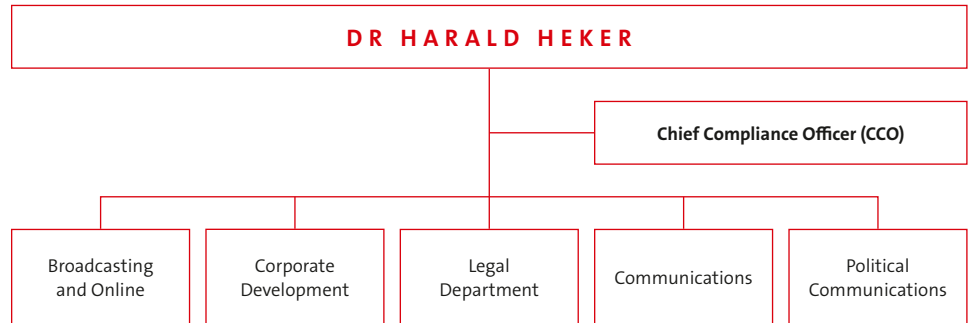 DR HARALD HEKER
Chief Compliance Officer (CCO)
Broadcasting
and Online
Corporate
Development
Legal
Department
Communications
Political
Communications